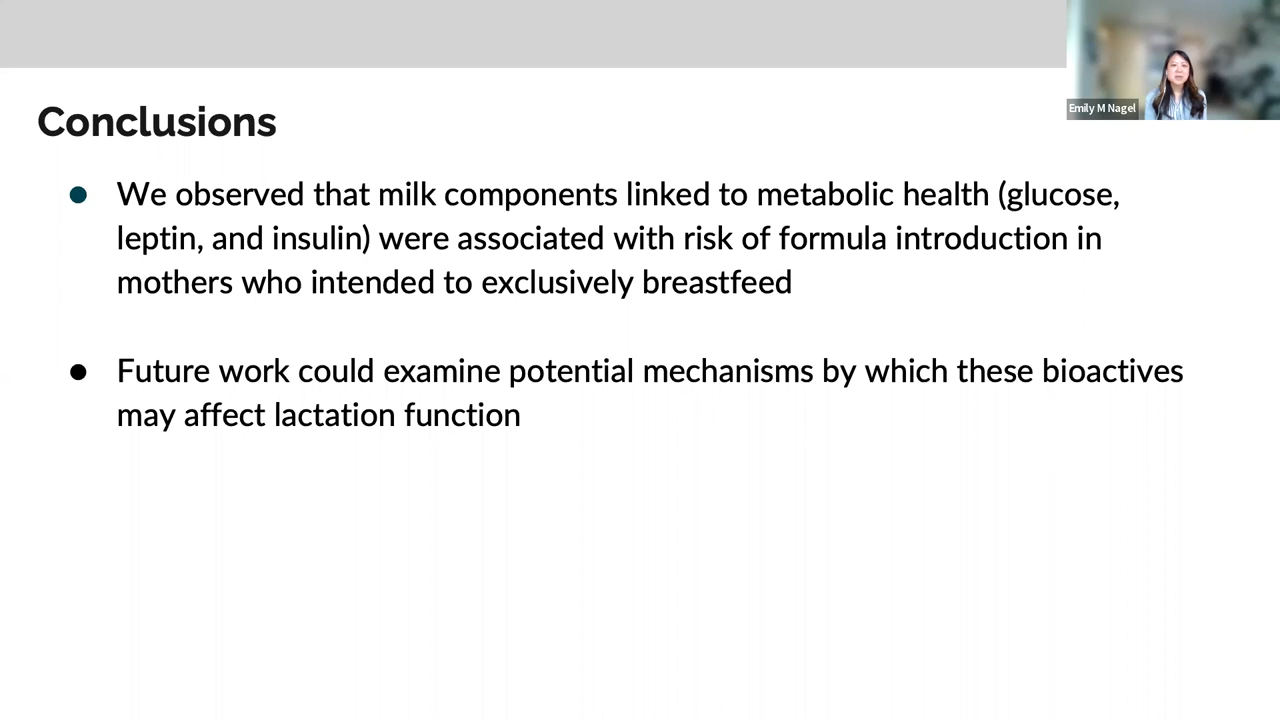 Emily M Nagel
Conclusions
● We observed that milk components linked to metabolic health (glucose,
leptin, and insulin) were associated with risk of formula introduction in
mothers who intended to exclusively breastfeed
● Future work could examine potential mechanisms by which these bioactives
may affect lactation function